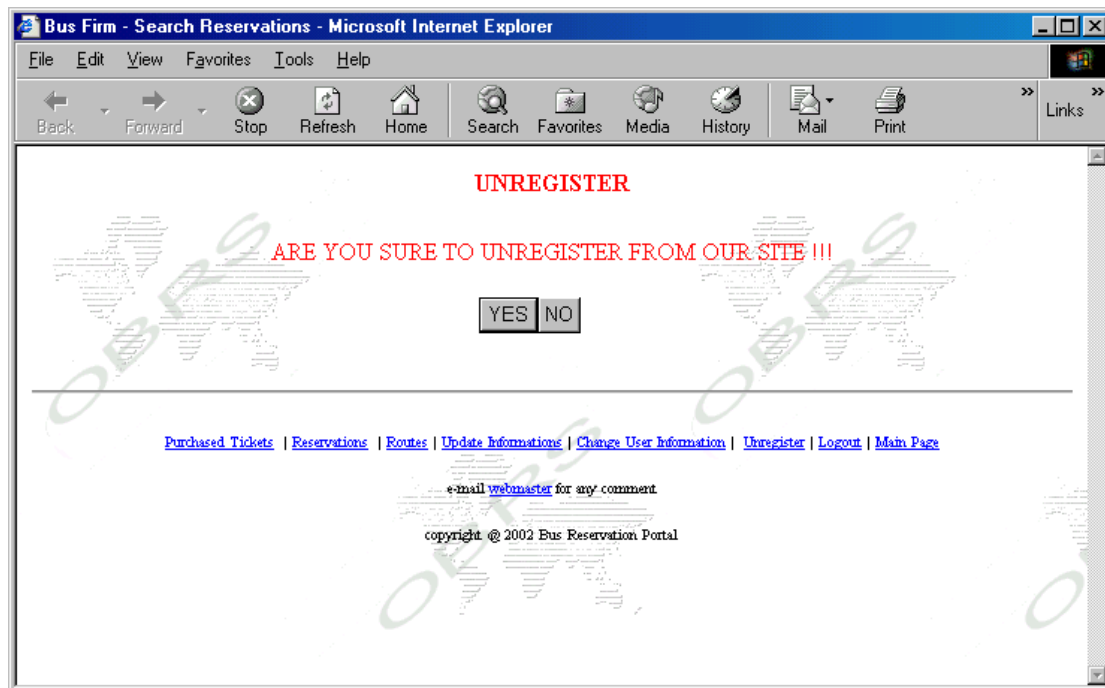 Bus Firm - Search Reservations - Microsoft Internet Explorer
File Edit View Favorites Tools Help
Back Forward Stop Refresh Home Search Favorites Media History Mail Print » Links »
UNREGISTER
ARE YOU SURE TO UNREGISTER FROM OUR SITE !!!
YES NO
Purchased Tickets | Reservations | Routes | Update Informations | Change User Information | Unregister | Logout | Main Page
e-mail webmaster for any comment
copyright @ 2002 Bus Reservation Portal
OBRS
OBRS
OBRS